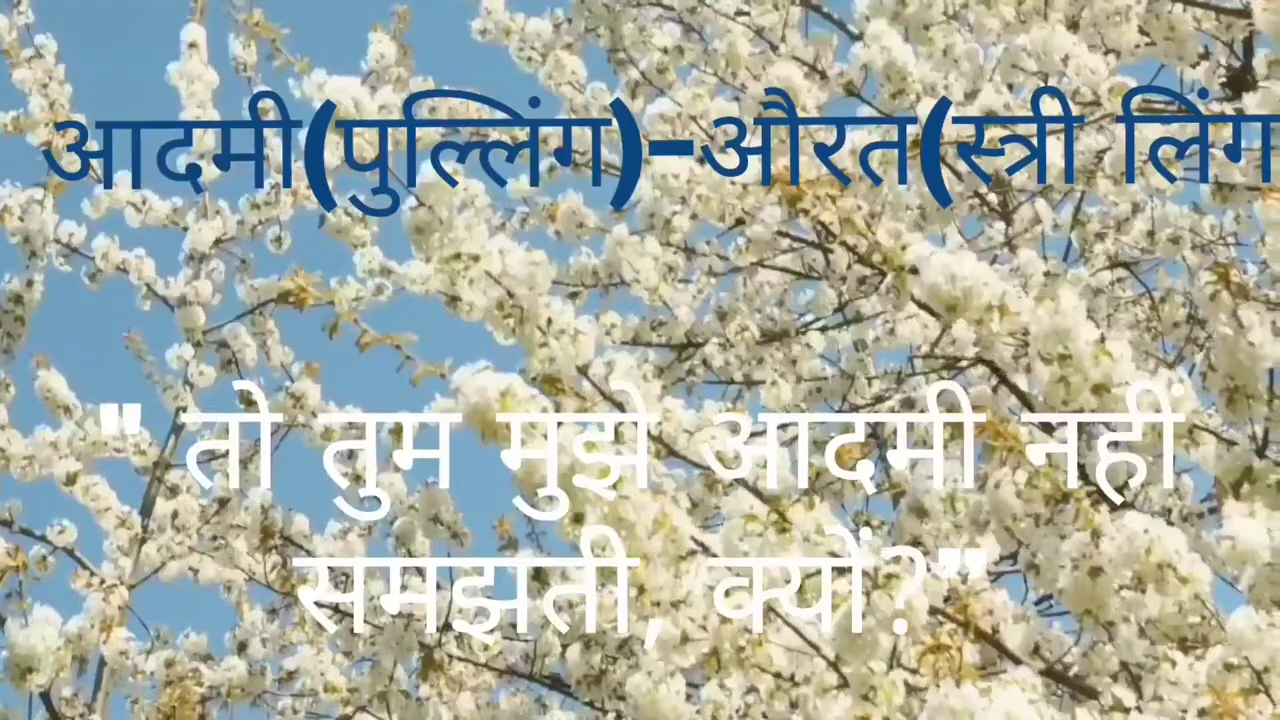 आदमी(पुल्लिंग)-औरत(स्त्री लिंग
" तो तुम मुझे आदमी नहीं
समझती, क्यों?"